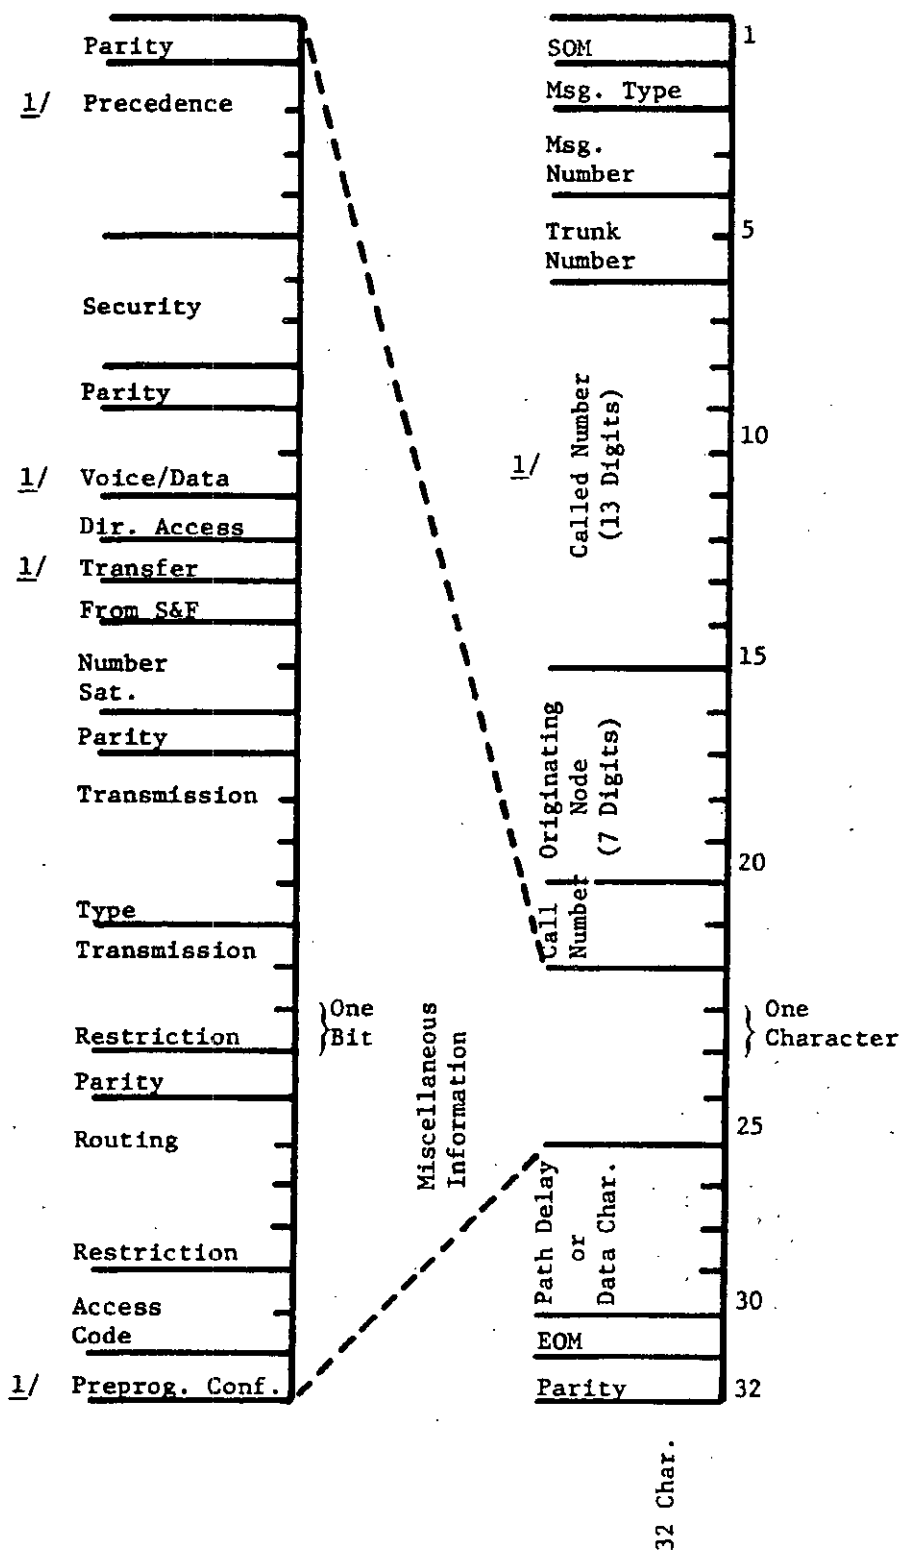 Parity
1/ Precedence
Security
Parity
1/ Voice/Data
Dir. Access
1/ Transfer
From S&F
Number
Sat.
Parity
Transmission
Type
Transmission
Restriction
Parity
Routing
Restriction
Access
Code
1/ Preprog. Conf.
}One
Bit
Miscellaneous
Information
SOM
Msg. Type
Msg.
Number
Trunk
Number
1/
Called Number
(13 Digits)
Originating
Node
(7 Digits)
Call
Number
Path Delay
or
Data Char.
EOM
Parity
1
5
10
15
20
} One
Character
25
30
32
32 Char.